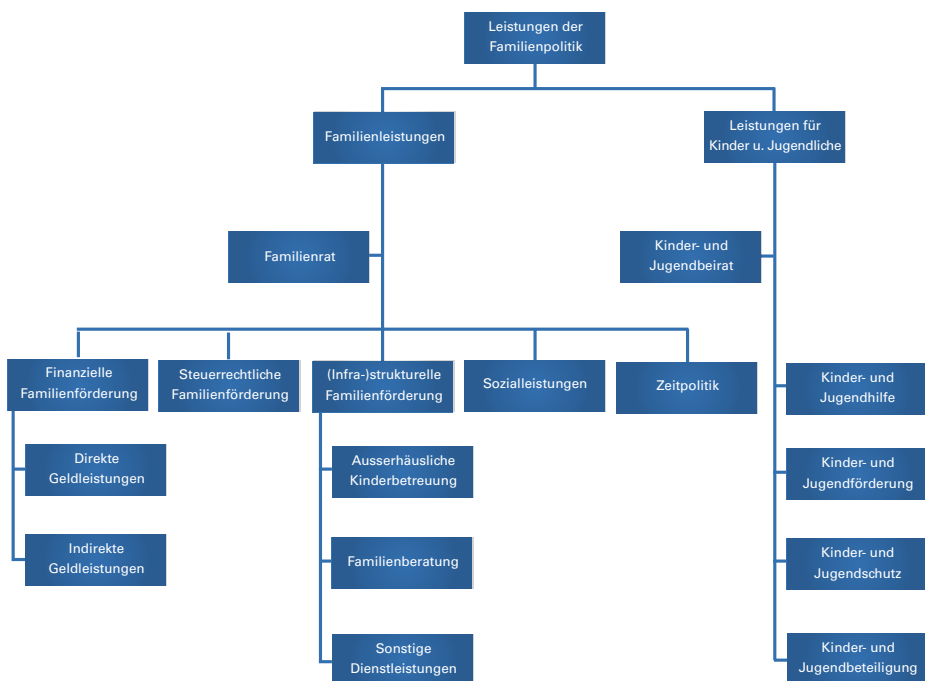 Leistungen der
Familienpolitik
Familienleistungen
Leistungen für
Kinder u. Jugendliche
Familienrat
Kinder- und
Jugendbeirat
Finanzielle
Familienförderung
Steuerrechtliche
Familienförderung
(Infra-)strukturelle
Familienförderung
Sozialleistungen
Zeitpolitik
Kinder- und
Jugendhilfe
Direkte
Geldleistungen
Ausserhäusliche
Kinderbetreuung
Kinder- und
Jugendförderung
Indirekte
Geldleistungen
Familienberatung
Kinder- und
Jugendschutz
Sonstige
Dienstleistungen
Kinder- und
Jugendbeteiligung